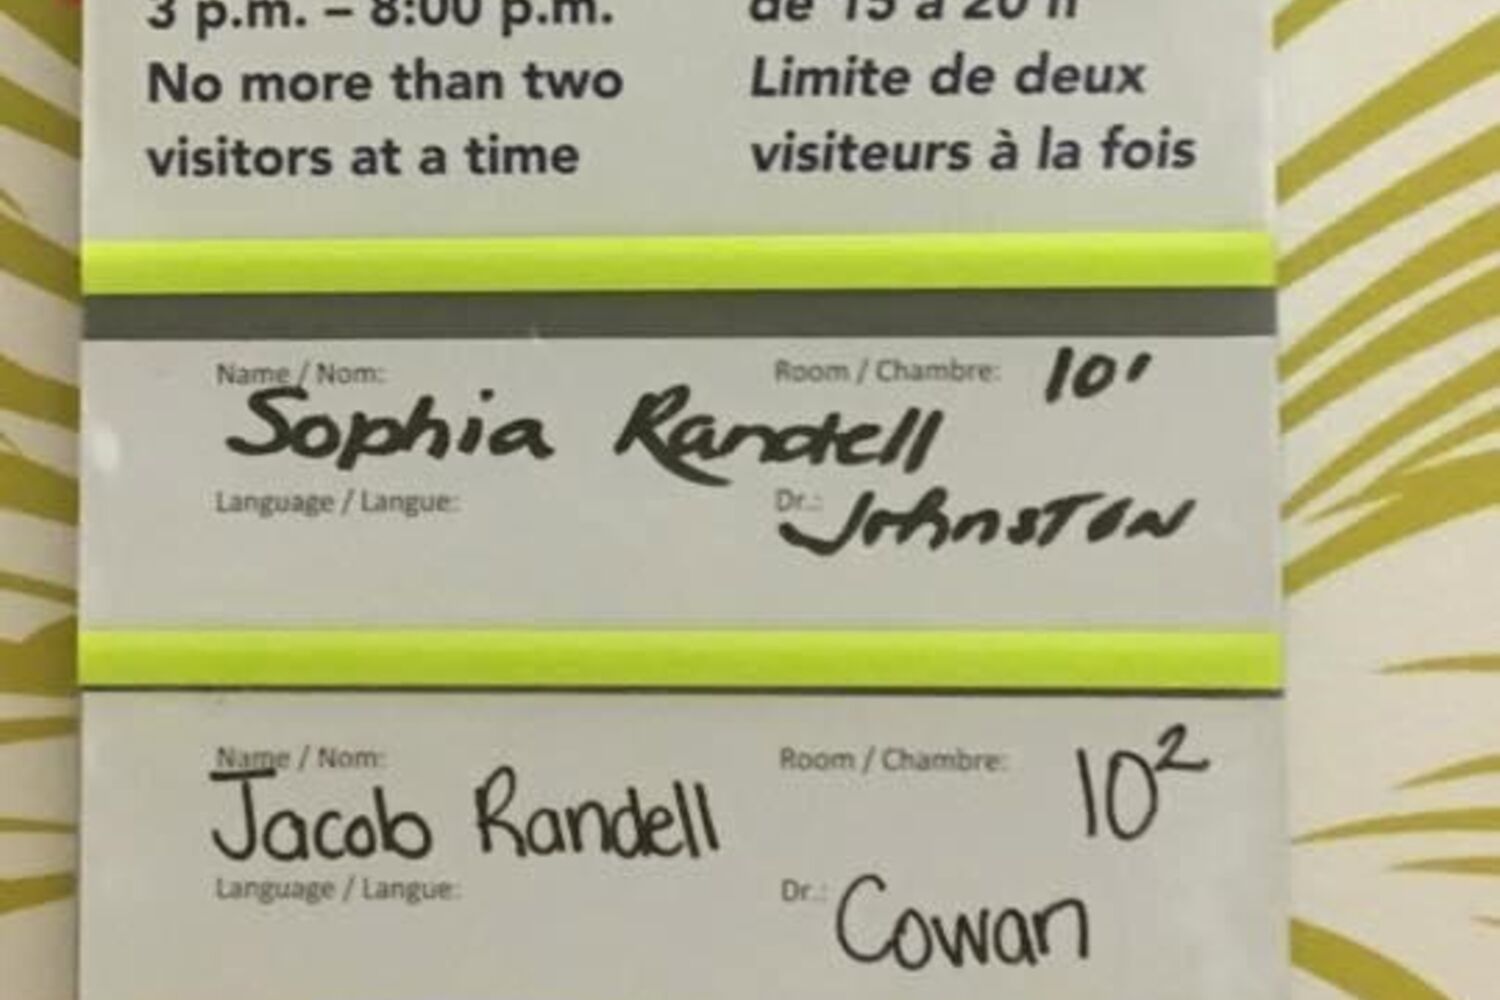 3 p.m. – 8:00 p.m.
No more than two
visitors at a time
de 15 à 20 h
Limite de deux
visiteurs à la fois
Name / Nom:
Sophia Randell
Room / Chambre: 10¹
Language / Langue:
Dr.: Johnston
Name / Nom:
Jacob Randell
Room / Chambre: 10²
Language / Langue:
Dr.: Cowan